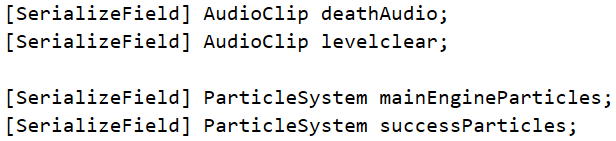 [SerializeField] AudioClip deathAudio;
[SerializeField] AudioClip levelclear;
[SerializeField] ParticleSystem mainEngineParticles;
[SerializeField] ParticleSystem successParticles;